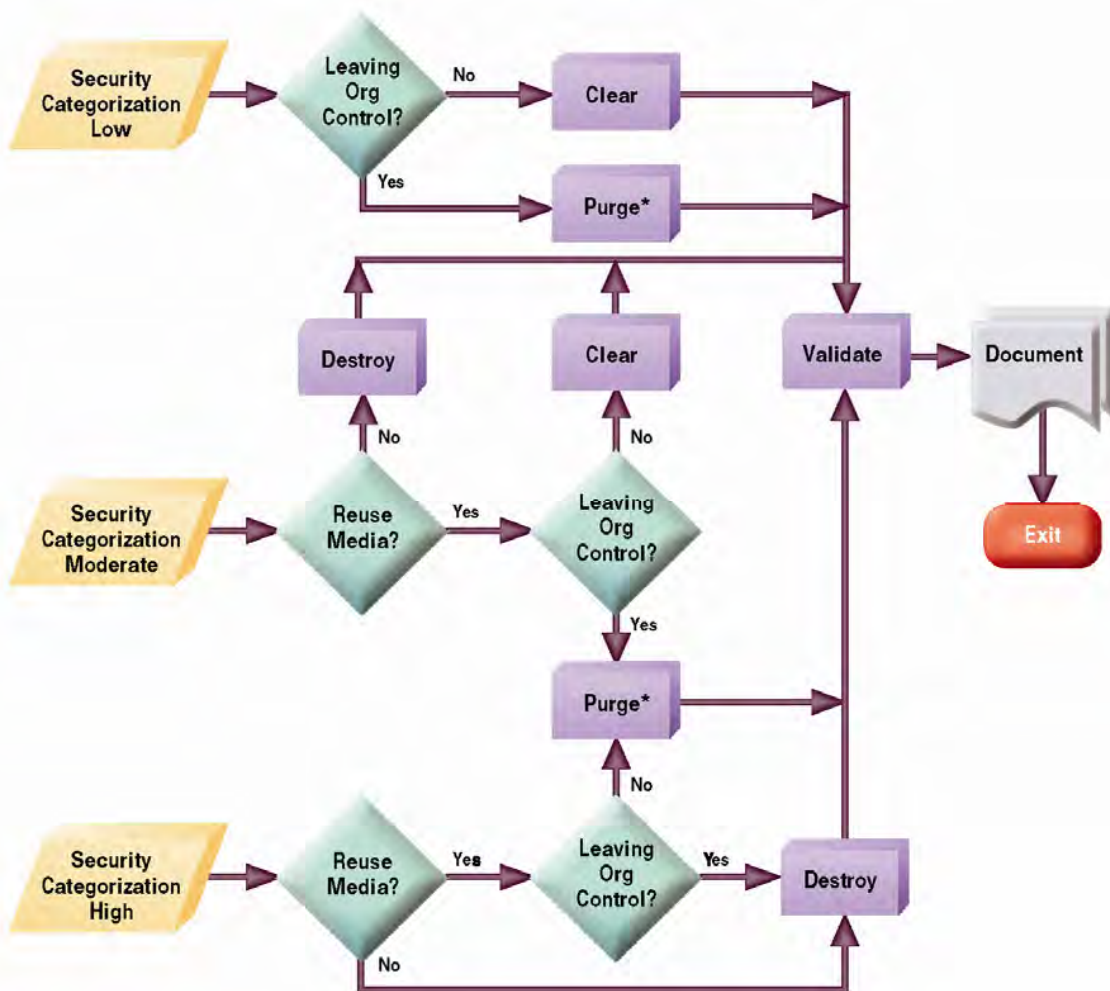 Security
Categorization
Low
Leaving
Org
Control?
No
Clear
Yes
Purge*
Destroy
Clear
Validate
Document
No
No
Security
Categorization
Moderate
Reuse
Media?
Yes
Leaving
Org
Control?
Exit
Yes
Purge*
No
Security
Categorization
High
Reuse
Media?
Yes
Leaving
Org
Control?
Yes
Destroy
No